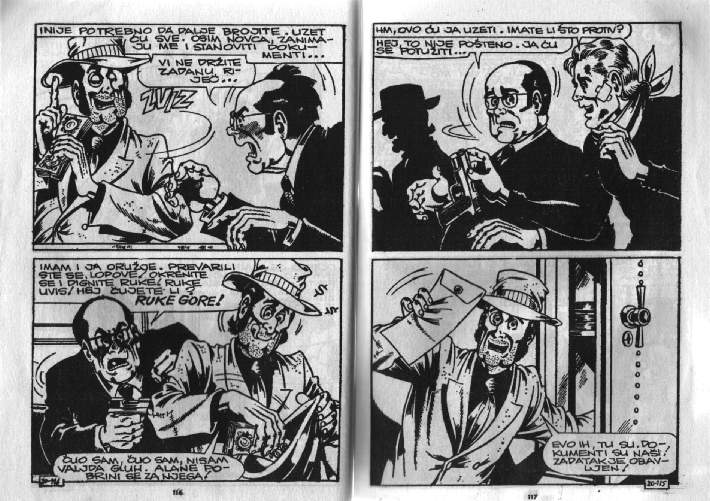 INIJE POTREBNO DA DALJE BROJITE. UZET
ĆU SVE. OSIM NOVCA, ZANIMA-
JU ME I STANOVITI DOKU-
MENTI...
VI NE DRŽITE
ZADANU, RI-
JEČ...
ZVIZ
HM, OVO ĆU JA UZETI. IMATE LI ŠTO PROTIV?
HEJ, TO NIJE POŠTENO. JA ĆU
SE POTUŽITI...
IMAM I JA ORUŽJE. PREVARILI
STE SE, LOPOVE! OKRENITE
SE I DIGNITE RUKE! RUKE
UVIS! HEJ, ČUJETE LI?
RUKE GORE!
ČUO SAM, ČUO SAM, NISAM
VALJDA GLUH. ALANE PO-
BRINI SE ZA NJEGA!
116
EVO IH, TU SU. DO-
KUMENTI SU NAŠI!
ZADATAK JE OBAV-
LJEN!
20-115
117